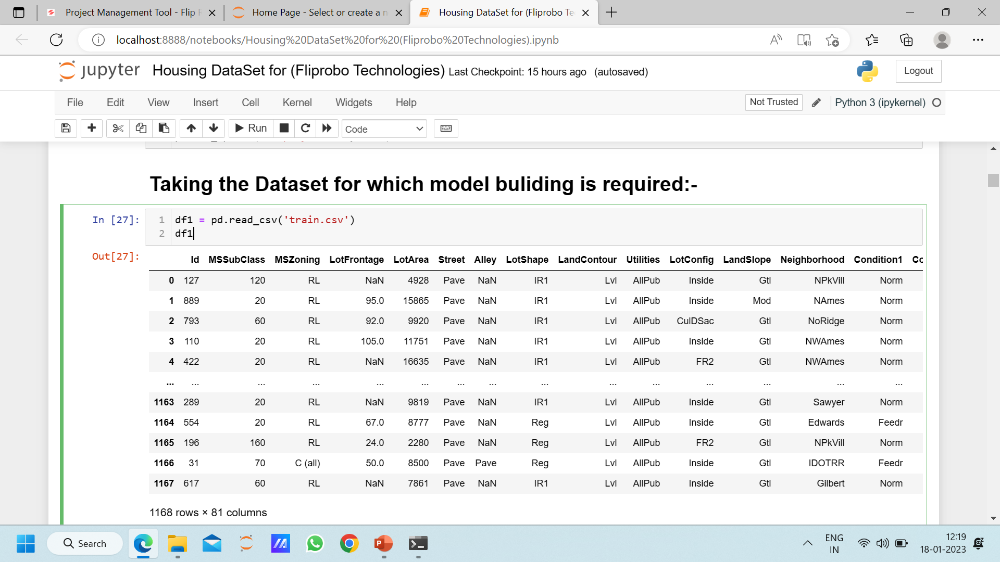 Project Management Tool - Flip R
Home Page - Select or create a n
Housing DataSet for (Fliprobo Te
localhost:8888/notebooks/Housing%20DataSet%20for%20(Fliprobo%20Technologies).ipynb
jupyter Housing DataSet for (Fliprobo Technologies) Last Checkpoint: 15 hours ago (autosaved)
Logout
File Edit View Insert Cell Kernel Widgets Help Not Trusted Python 3 (ipykernel)
Run Code
Taking the Dataset for which model buliding is required:-
In [27]: 1 df1 = pd.read_csv('train.csv')
2 df1
Out[27]:
Id MSSubClass MSZoning LotFrontage LotArea Street Alley LotShape LandContour Utilities LotConfig LandSlope Neighborhood Condition1 Co
0 127 120 RL NaN 4928 Pave NaN IR1 Lvl AllPub Inside Gtl NPkVill Norm
1 889 20 RL 95.0 15865 Pave NaN IR1 Lvl AllPub Inside Mod NAmes Norm
2 793 60 RL 92.0 9920 Pave NaN IR1 Lvl AllPub CulDSac Gtl NoRidge Norm
3 110 20 RL 105.0 11751 Pave NaN IR1 Lvl AllPub Inside Gtl NWAmes Norm
4 422 20 RL NaN 16635 Pave NaN IR1 Lvl AllPub FR2 Gtl NWAmes Norm
... ... ... ... ... ... ... ... ... ... ... ... ... ... ...
1163 289 20 RL NaN 9819 Pave NaN IR1 Lvl AllPub Inside Gtl Sawyer Norm
1164 554 20 RL 67.0 8777 Pave NaN Reg Lvl AllPub Inside Gtl Edwards Feedr
1165 196 160 RL 24.0 2280 Pave NaN Reg Lvl AllPub FR2 Gtl NPkVill Norm
1166 31 70 C (all) 50.0 8500 Pave Pave Reg Lvl AllPub Inside Gtl IDOTRR Feedr
1167 617 60 RL NaN 7861 Pave NaN IR1 Lvl AllPub Inside Gtl Gilbert Norm
1168 rows × 81 columns
Search
ENG
IN
12:19
18-01-2023